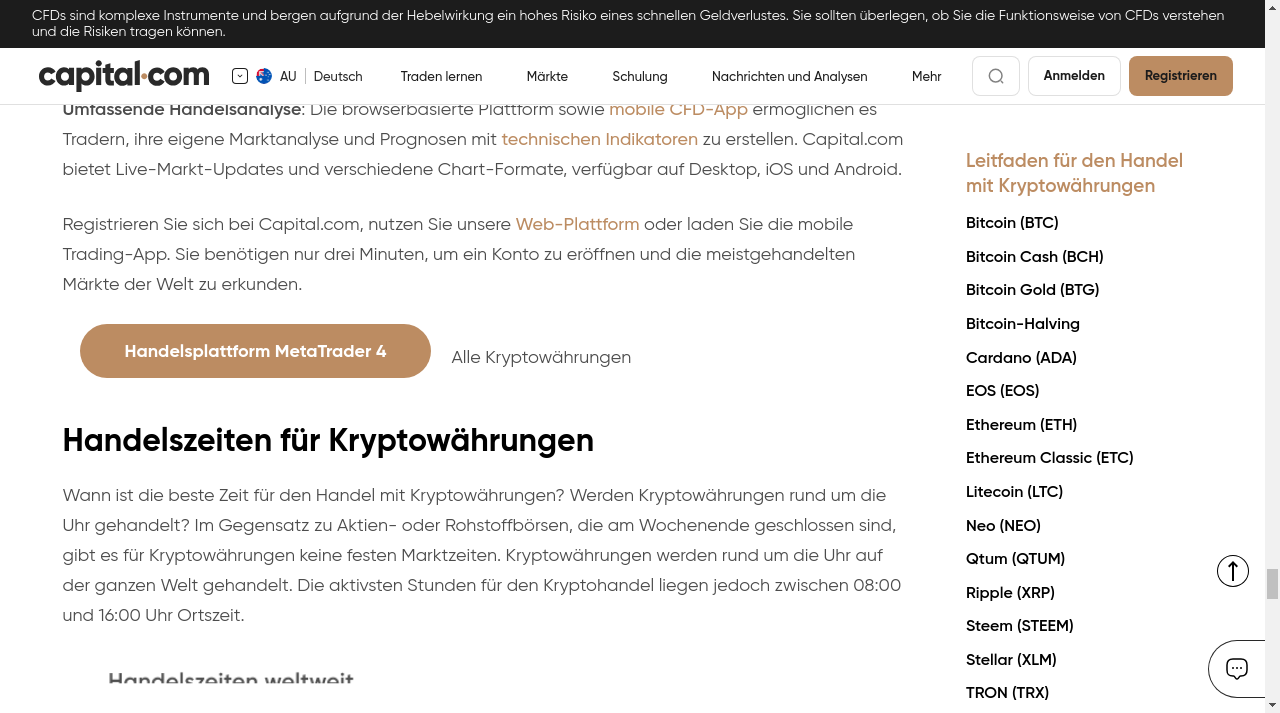 CFDs sind komplexe Instrumente und bergen aufgrund der Hebelwirkung ein hohes Risiko eines schnellen Geldverlustes. Sie sollten überlegen, ob Sie die Funktionsweise von CFDs verstehen
und die Risiken tragen können.
capital.com
AU
Deutsch
Traden lernen
Märkte
Schulung
Nachrichten und Analysen
Mehr
Anmelden
Registrieren
Umfassende Handelsanalyse: Die browserbasierte Plattform sowie mobile CFD-App ermöglichen es
Tradern, ihre eigene Marktanalyse und Prognosen mit technischen Indikatoren zu erstellen. Capital.com
bietet Live-Markt-Updates und verschiedene Chart-Formate, verfügbar auf Desktop, iOS und Android.
Registrieren Sie sich bei Capital.com, nutzen Sie unsere Web-Plattform oder laden Sie die mobile
Trading-App. Sie benötigen nur drei Minuten, um ein Konto zu eröffnen und die meistgehandelten
Märkte der Welt zu erkunden.
Handelsplattform MetaTrader 4
Alle Kryptowährungen
Handelszeiten für Kryptowährungen
Wann ist die beste Zeit für den Handel mit Kryptowährungen? Werden Kryptowährungen rund um die
Uhr gehandelt? Im Gegensatz zu Aktien- oder Rohstoffbörsen, die am Wochenende geschlossen sind,
gibt es für Kryptowährungen keine festen Marktzeiten. Kryptowährungen werden rund um die Uhr auf
der ganzen Welt gehandelt. Die aktivsten Stunden für den Kryptohandel liegen jedoch zwischen 08:00
und 16:00 Uhr Ortszeit.
Handelszeiten weltweit
Leitfaden für den Handel
mit Kryptowährungen
Bitcoin (BTC)
Bitcoin Cash (BCH)
Bitcoin Gold (BTG)
Bitcoin-Halving
Cardano (ADA)
EOS (EOS)
Ethereum (ETH)
Ethereum Classic (ETC)
Litecoin (LTC)
Neo (NEO)
Qtum (QTUM)
Ripple (XRP)
Steem (STEEM)
Stellar (XLM)
TRON (TRX)